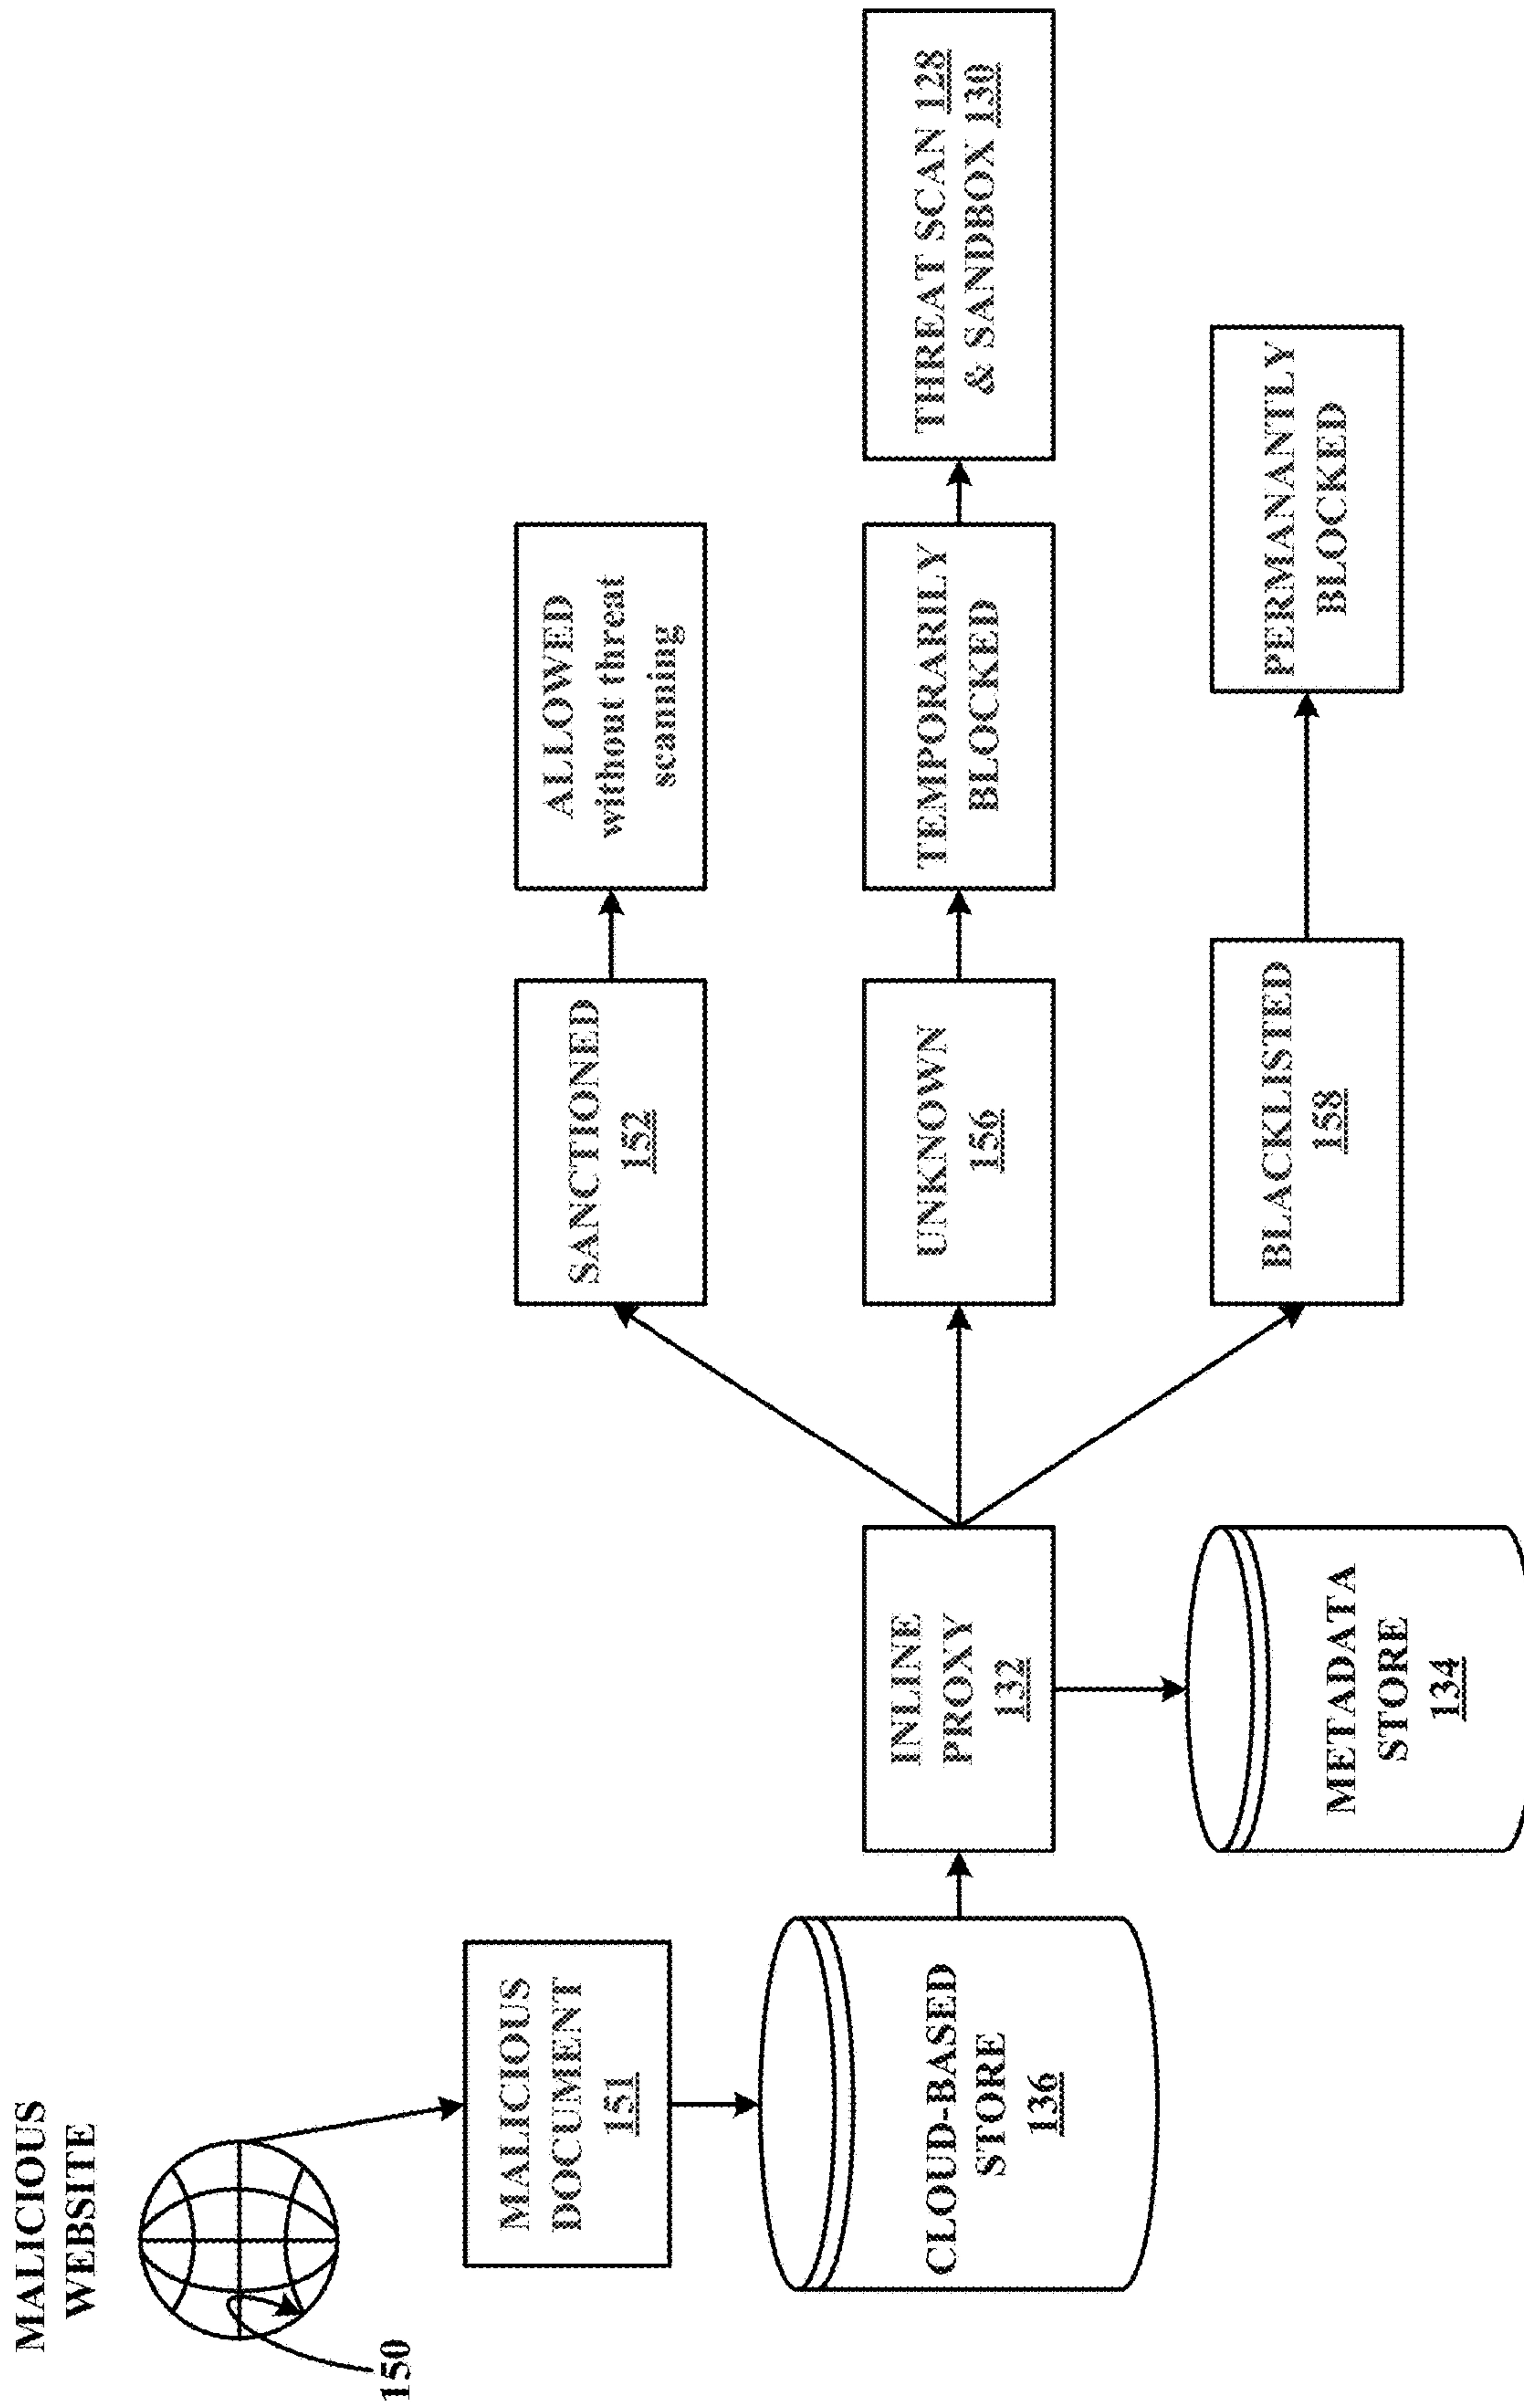 MALICIOUS
WEBSITE
150
MALICIOUS
DOCUMENT
151
CLOUD-BASED
STORE
136
INLINE
PROXY
132
METADATA
STORE
134
SANCTIONED
152
ALLOWED
without threat
scanning
UNKNOWN
156
TEMPORARILY
BLOCKED
THREAT SCAN 128
& SANDBOX 130
BLACKLISTED
158
PERMANANTLY
BLOCKED